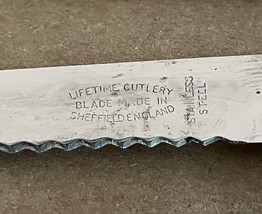 LIFETIME CUTLERY
BLADE MADE IN
SHEFFIELD ENGLAND
STAINLESS
STEEL